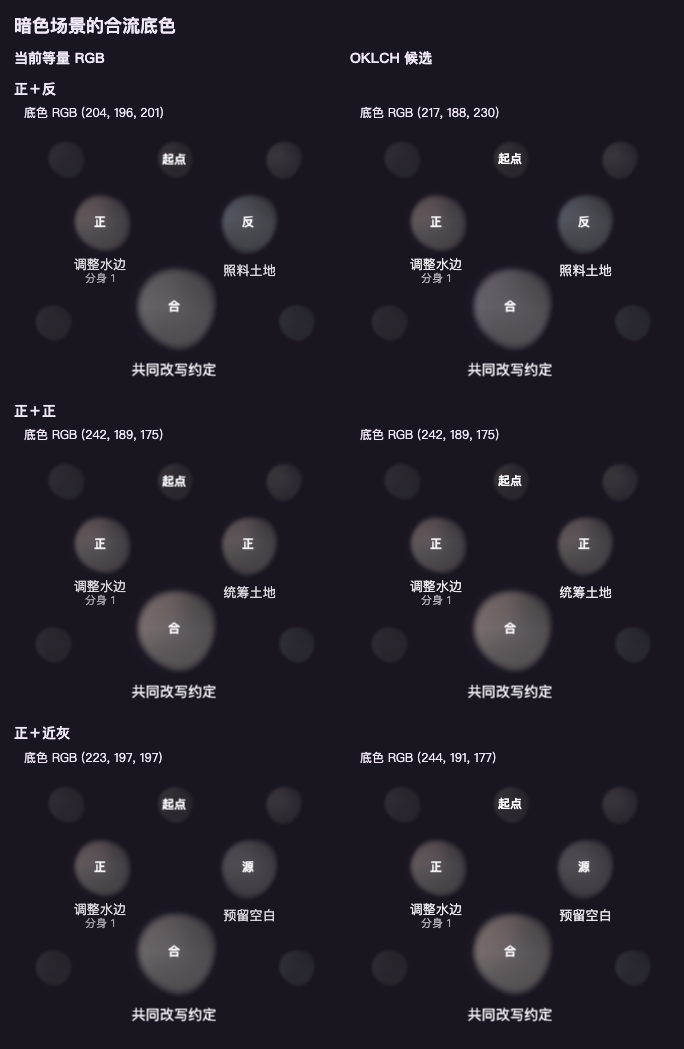 暗色场景的合流底色
当前等量 RGB
OKLCH 候选
正＋反
底色 RGB (204, 196, 201)
底色 RGB (217, 188, 230)
起点
起点
正
反
正
反
调整水边
照料土地
调整水边
照料土地
分身 1
分身 1
合
合
共同改写约定
共同改写约定
正＋正
底色 RGB (242, 189, 175)
底色 RGB (242, 189, 175)
起点
起点
正
正
正
正
调整水边
统筹土地
调整水边
统筹土地
分身 1
分身 1
合
合
共同改写约定
共同改写约定
正＋近灰
底色 RGB (223, 197, 197)
底色 RGB (244, 191, 177)
起点
起点
正
源
正
源
调整水边
预留空白
调整水边
预留空白
分身 1
分身 1
合
合
共同改写约定
共同改写约定